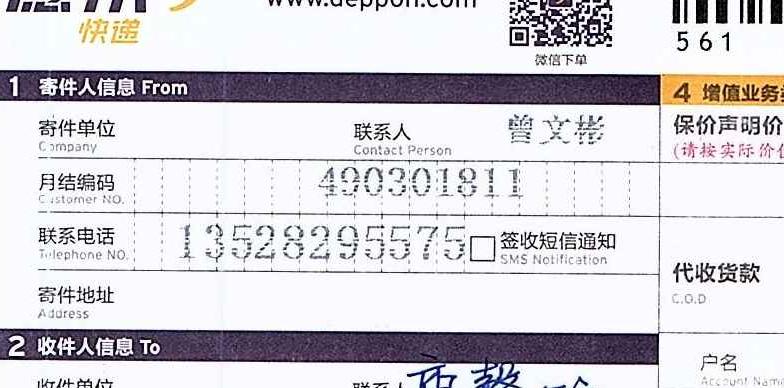 www.deppon.com
快递
微信下单
561
1 寄件人信息 From
4 增值业务
寄件单位 联系人 曾文彬
Company Contact Person
保价声明价
(请按实际价值
月结编码 490301811
Customer NO.
联系电话 13528295575 签收短信通知
Telephone NO. SMS Notification
代收货款
C.O.D
寄件地址
Address
2 收件人信息 To
收件单位 联系人
户名
Account Name